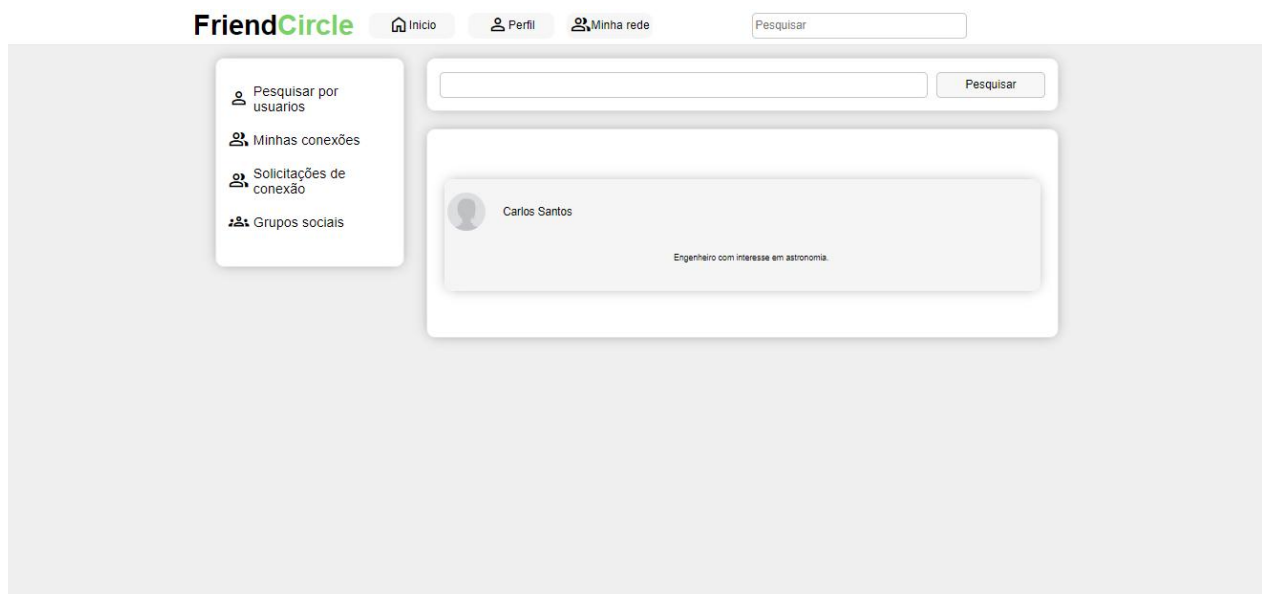 FriendCircle Inicio Perfil Minha rede Pesquisar
Pesquisar por
usuarios
Minhas conexões
Solicitações de
conexão
Grupos sociais
Pesquisar
Carlos Santos
Engenheiro com interesse em astronomia.